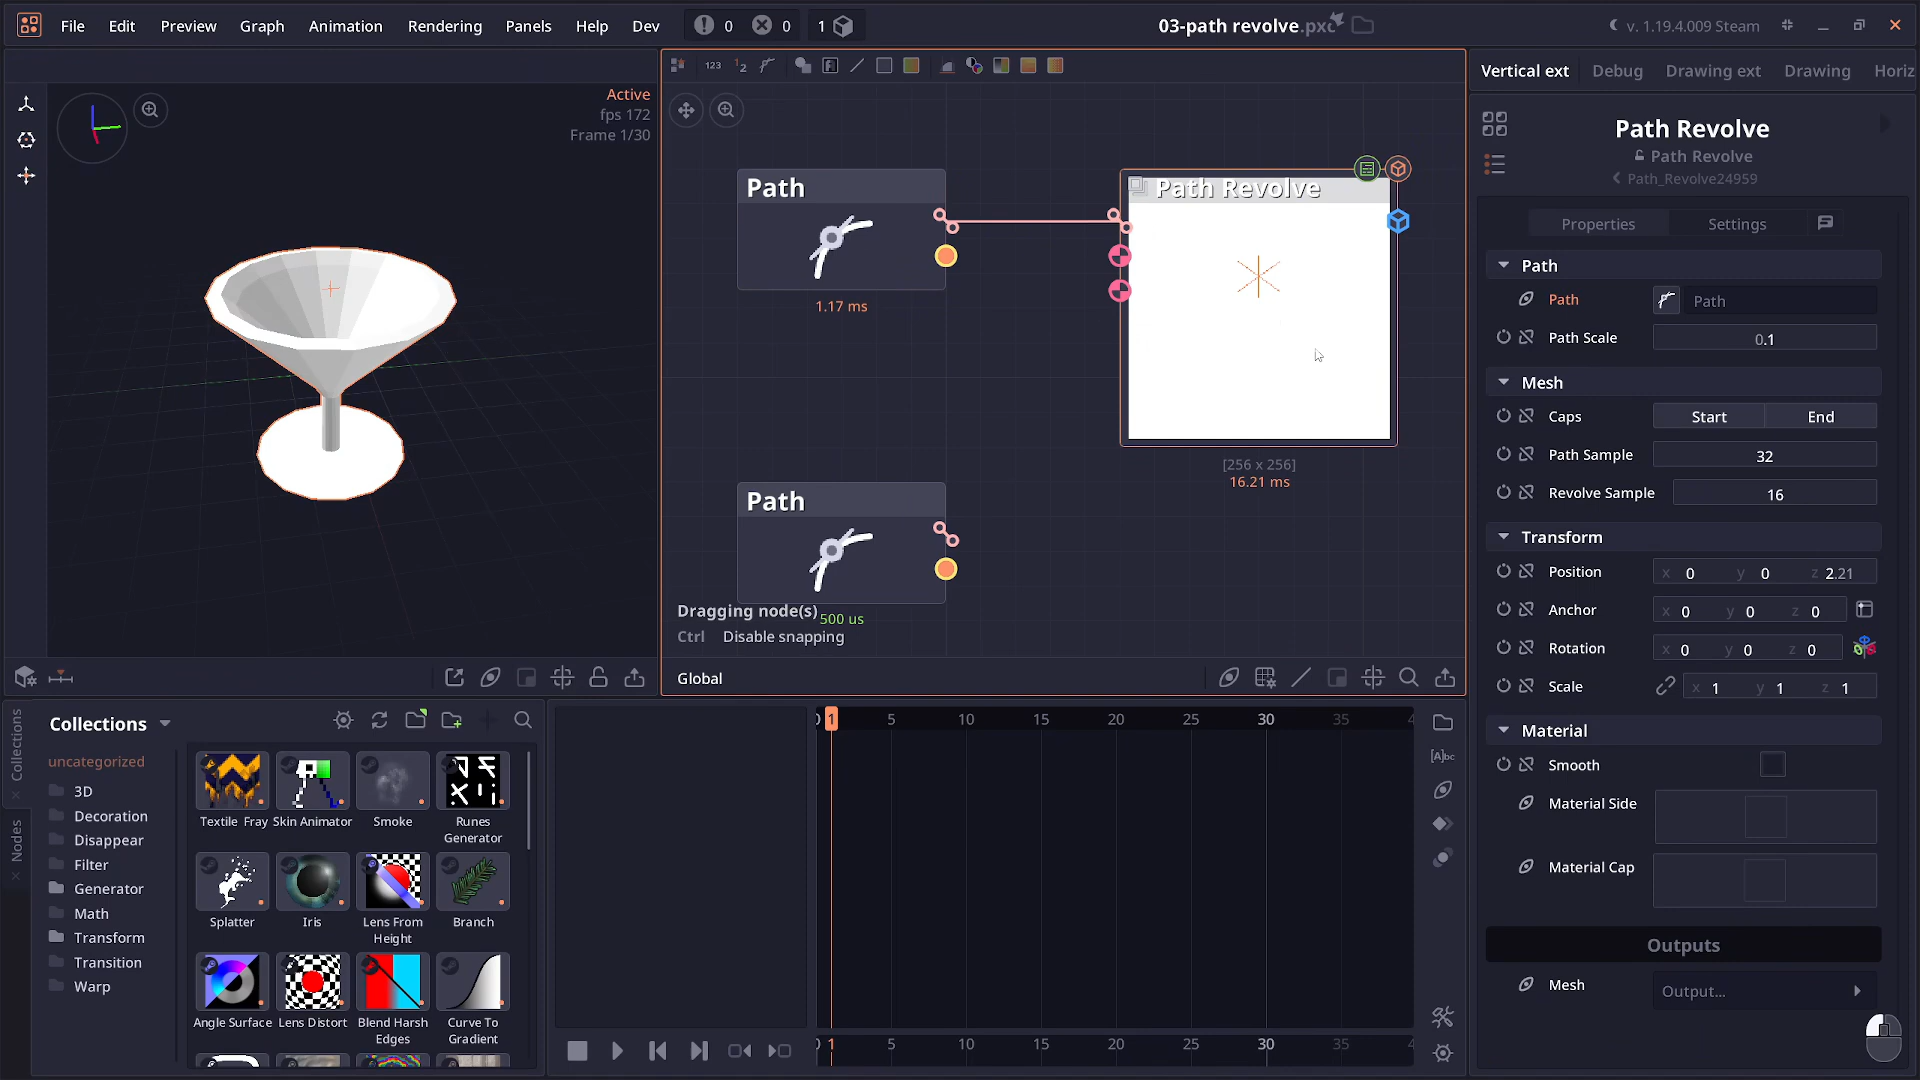 File Edit Preview Graph Animation Rendering Panels Help Dev 0 0 1 03-path revolve.pxc v. 1.19.4.009 Steam
Active
fps 172
Frame 1/30
123 1 2
Path
1.17 ms
Path Revolve
[256 x 256]
16.21 ms
Path
500 us
Dragging node(s)
Ctrl Disable snapping
Global
Vertical ext Debug Drawing ext Drawing Horiz
Path Revolve
Path Revolve
Path_Revolve24959
Properties Settings
Path
Path Path
Path Scale 0.1
Mesh
Caps Start End
Path Sample 32
Revolve Sample 16
Transform
Position x 0 y 0 z 2.21
Anchor x 0 y 0 z 0
Rotation x 0 y 0 z 0
Scale x 1 y 1 z 1
Material
Smooth
Material Side
Material Cap
Outputs
Mesh Output...
Collections
Nodes
Collections
uncategorized
3D
Decoration
Disappear
Filter
Generator
Math
Transform
Transition
Warp
Textile Fray Skin Animator Smoke Runes Generator
Splatter Iris Lens From Height Branch
Angle Surface Lens Distort Blend Harsh Edges Curve To Gradient
0 1 5 10 15 20 25 30 35 4
[A]bc
0 1 5 10 15 20 25 30 35 4